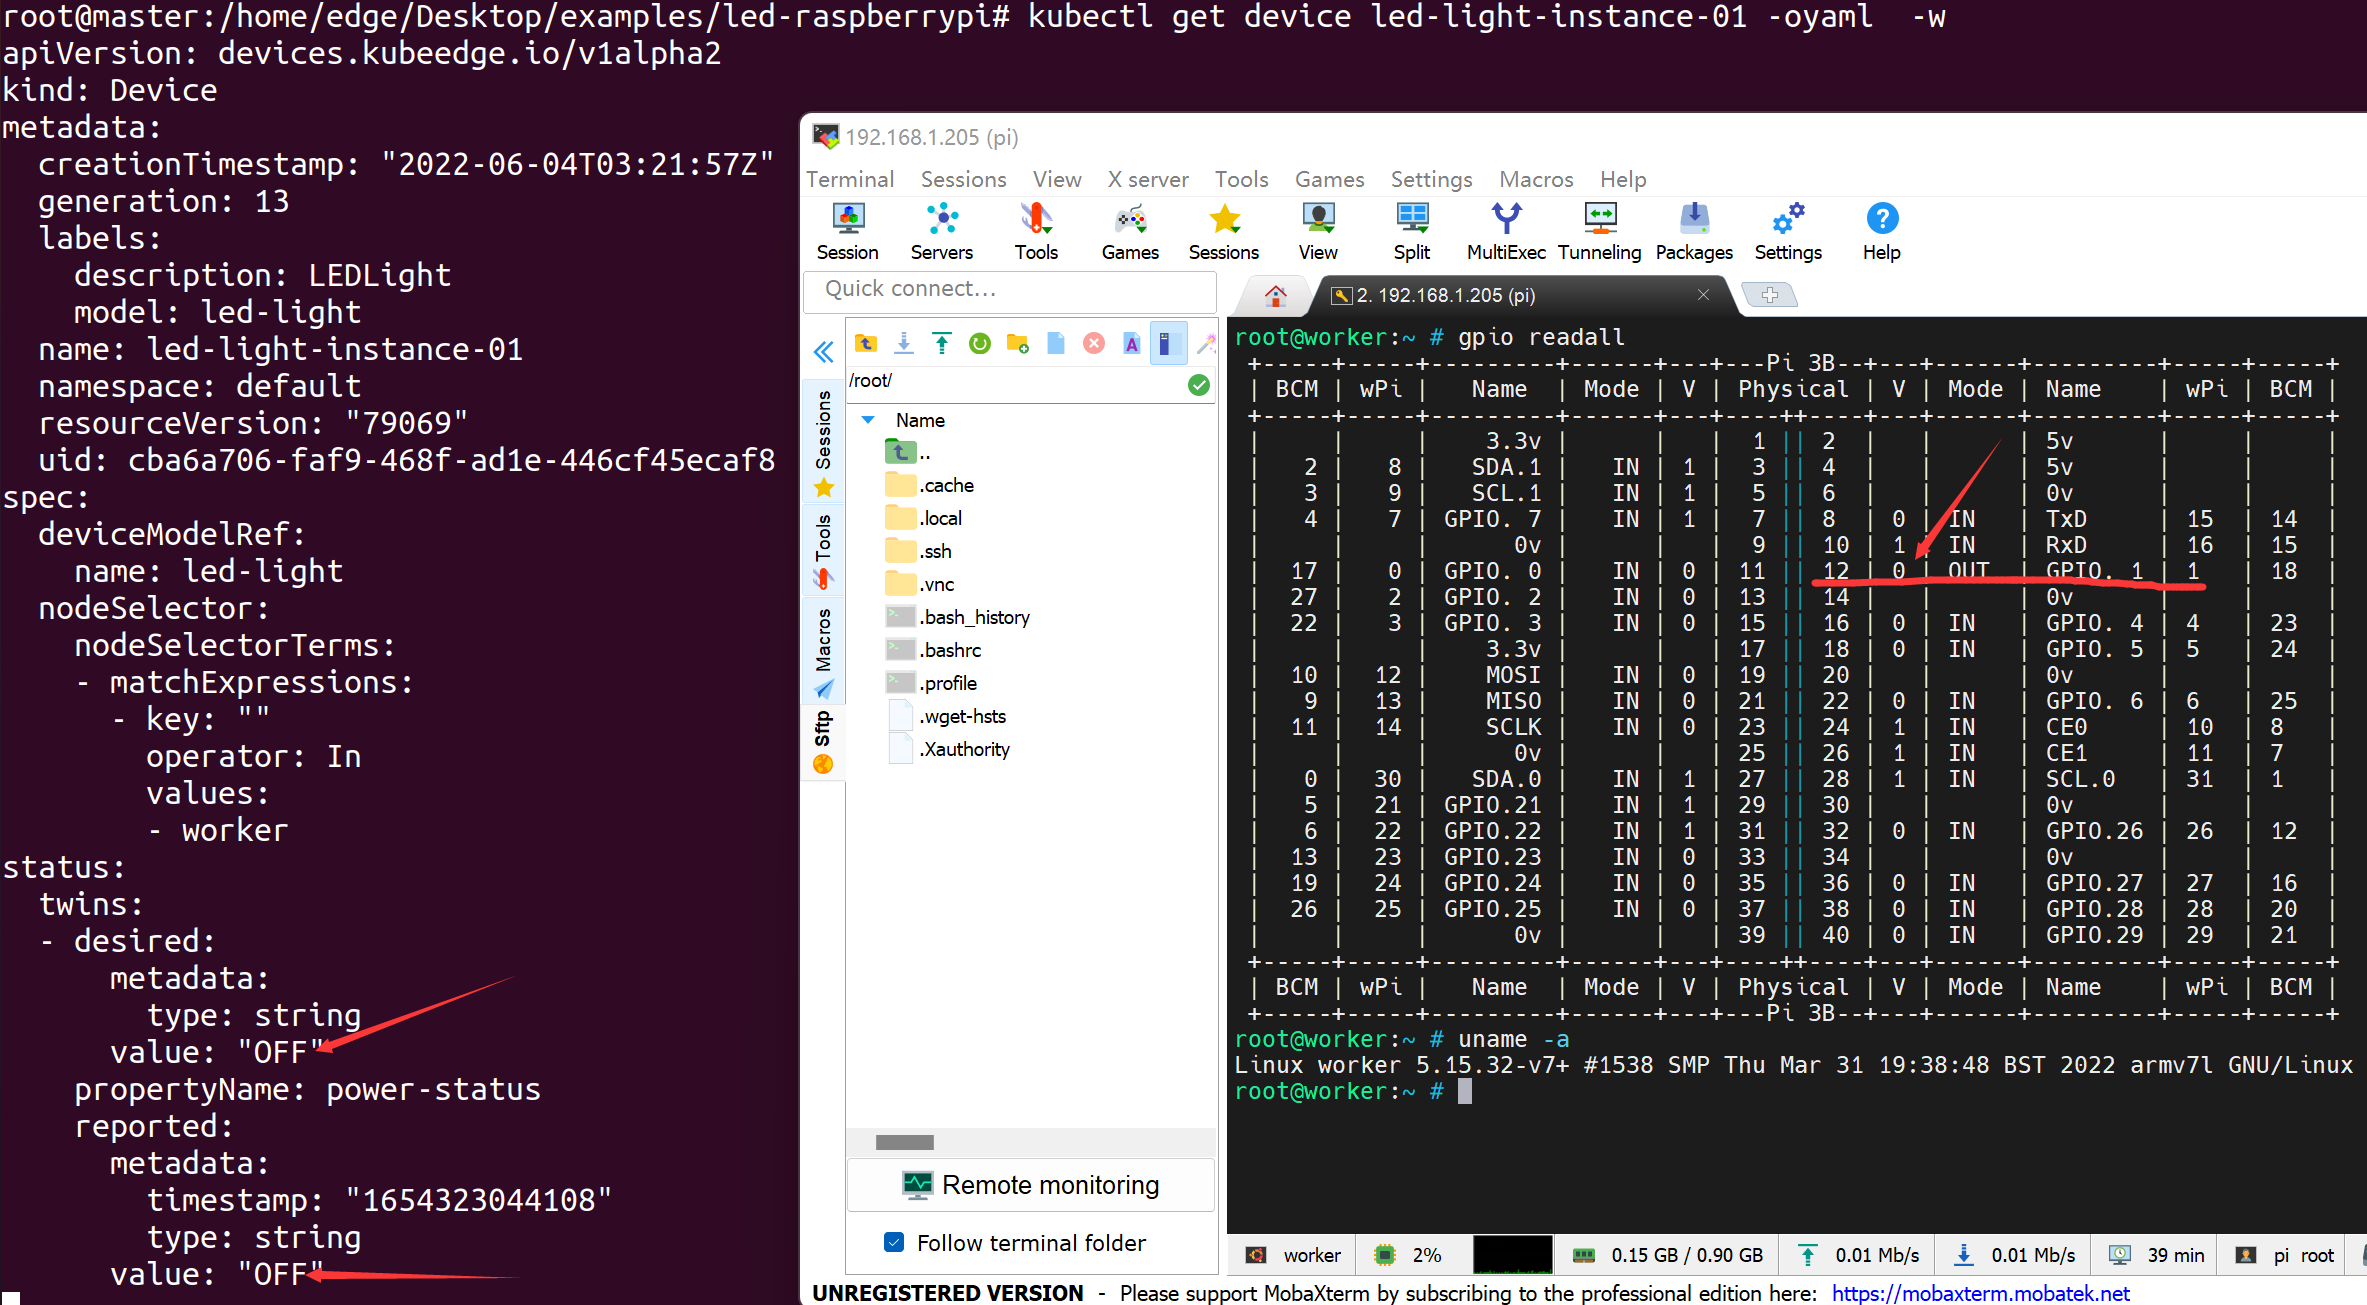 root@master:/home/edge/Desktop/examples/led-raspberrypi# kubectl get device led-light-instance-01 -oyaml  -w
apiVersion: devices.kubeedge.io/v1alpha2
kind: Device
metadata:
  creationTimestamp: "2022-06-04T03:21:57Z"
  generation: 13
  labels:
    description: LEDLight
    model: led-light
  name: led-light-instance-01
  namespace: default
  resourceVersion: "79069"
  uid: cba6a706-faf9-468f-ad1e-446cf45ecaf8
spec:
  deviceModelRef:
    name: led-light
  nodeSelector:
    nodeSelectorTerms:
    - matchExpressions:
      - key: ""
        operator: In
        values:
        - worker
status:
  twins:
  - desired:
      metadata:
        type: string
      value: "OFF"
    propertyName: power-status
    reported:
      metadata:
        timestamp: "1654323044108"
        type: string
      value: "OFF"
192.168.1.205 (pi)
Terminal Sessions View X server Tools Games Settings Macros Help
Session Servers Tools Games Sessions View Split MultiExec Tunneling Packages Settings Help
Quick connect...
2. 192.168.1.205 (pi)
Sessions
Tools
Macros
Sftp
/root/
Name
..
.cache
.local
.ssh
.vnc
.bash_history
.bashrc
.profile
.wget-hsts
.Xauthority
Remote monitoring
Follow terminal folder
root@worker:~ # gpio readall
 +-----+-----+---------+------+---+---Pi 3B--+---+------+---------+-----+-----+
 | BCM | wPi |   Name  | Mode | V | Physical | V | Mode | Name    | wPi | BCM |
 +-----+-----+---------+------+---+----++----+---+------+---------+-----+-----+
 |     |     |    3.3v |      |   |  1 || 2  |   |      | 5v      |     |     |
 |   2 |   8 |   SDA.1 |   IN | 1 |  3 || 4  |   |      | 5v      |     |     |
 |   3 |   9 |   SCL.1 |   IN | 1 |  5 || 6  |   |      | 0v      |     |     |
 |   4 |   7 | GPIO. 7 |   IN | 1 |  7 || 8  | 0 | IN   | TxD     | 15  | 14  |
 |     |     |      0v |      |   |  9 || 10 | 1 | IN   | RxD     | 16  | 15  |
 |  17 |   0 | GPIO. 0 |   IN | 0 | 11 || 12 | 0 | OUT  | GPIO. 1 | 1   | 18  |
 |  27 |   2 | GPIO. 2 |   IN | 0 | 13 || 14 |   |      | 0v      |     |     |
 |  22 |   3 | GPIO. 3 |   IN | 0 | 15 || 16 | 0 | IN   | GPIO. 4 | 4   | 23  |
 |     |     |    3.3v |      |   | 17 || 18 | 0 | IN   | GPIO. 5 | 5   | 24  |
 |  10 |  12 |    MOSI |   IN | 0 | 19 || 20 |   |      | 0v      |     |     |
 |   9 |  13 |    MISO |   IN | 0 | 21 || 22 | 0 | IN   | GPIO. 6 | 6   | 25  |
 |  11 |  14 |    SCLK |   IN | 0 | 23 || 24 | 1 | IN   | CE0     | 10  | 8   |
 |     |     |      0v |      |   | 25 || 26 | 1 | IN   | CE1     | 11  | 7   |
 |   0 |  30 |   SDA.0 |   IN | 1 | 27 || 28 | 1 | IN   | SCL.0   | 31  | 1   |
 |   5 |  21 | GPIO.21 |   IN | 1 | 29 || 30 |   |      | 0v      |     |     |
 |   6 |  22 | GPIO.22 |   IN | 1 | 31 || 32 | 0 | IN   | GPIO.26 | 26  | 12  |
 |  13 |  23 | GPIO.23 |   IN | 0 | 33 || 34 |   |      | 0v      |     |     |
 |  19 |  24 | GPIO.24 |   IN | 0 | 35 || 36 | 0 | IN   | GPIO.27 | 27  | 16  |
 |  26 |  25 | GPIO.25 |   IN | 0 | 37 || 38 | 0 | IN   | GPIO.28 | 28  | 20  |
 |     |     |      0v |      |   | 39 || 40 | 0 | IN   | GPIO.29 | 29  | 21  |
 +-----+-----+---------+------+---+----++----+---+------+---------+-----+-----+
 | BCM | wPi |   Name  | Mode | V | Physical | V | Mode | Name    | wPi | BCM |
 +-----+-----+---------+------+---+---Pi 3B--+---+------+---------+-----+-----+
root@worker:~ # uname -a
Linux worker 5.15.32-v7+ #1538 SMP Thu Mar 31 19:38:48 BST 2022 armv7l GNU/Linux
root@worker:~ #
worker 2% 0.15 GB / 0.90 GB 0.01 Mb/s 0.01 Mb/s 39 min pi root
UNREGISTERED VERSION - Please support MobaXterm by subscribing to the professional edition here: https://mobaxterm.mobatek.net